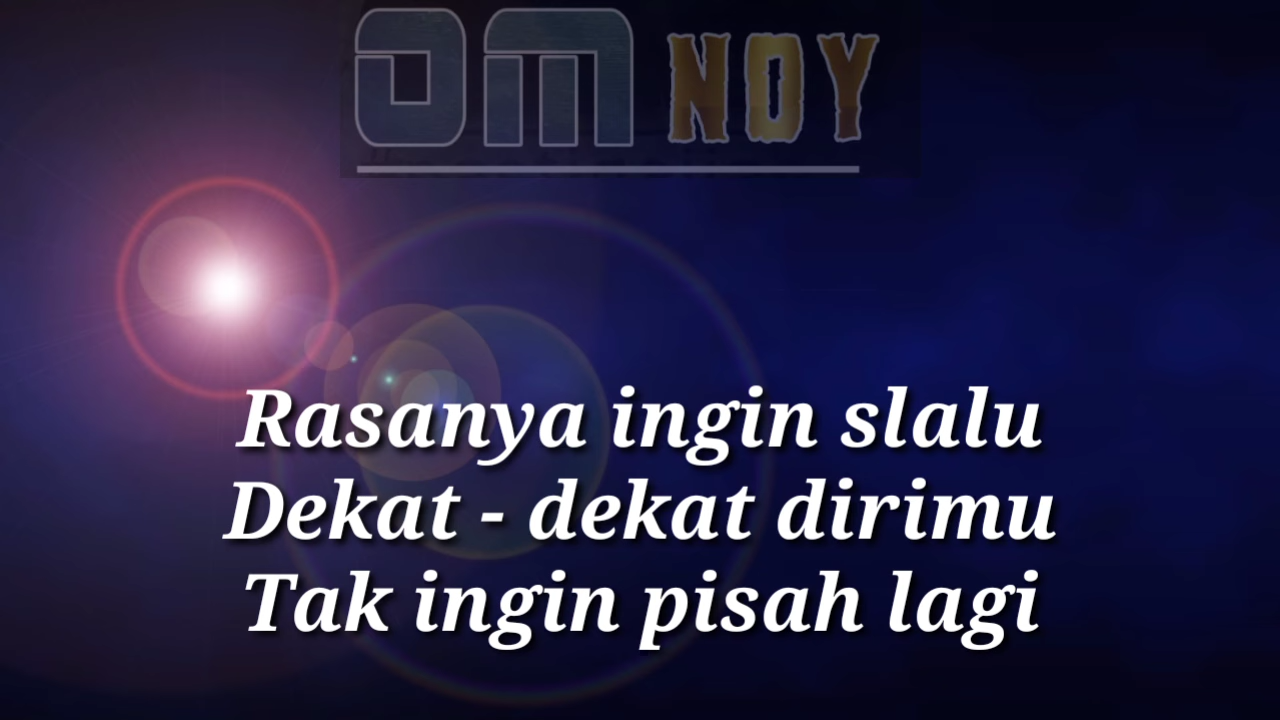 OM NOY
Rasanya ingin slalu
Dekat - dekat dirimu
Tak ingin pisah lagi